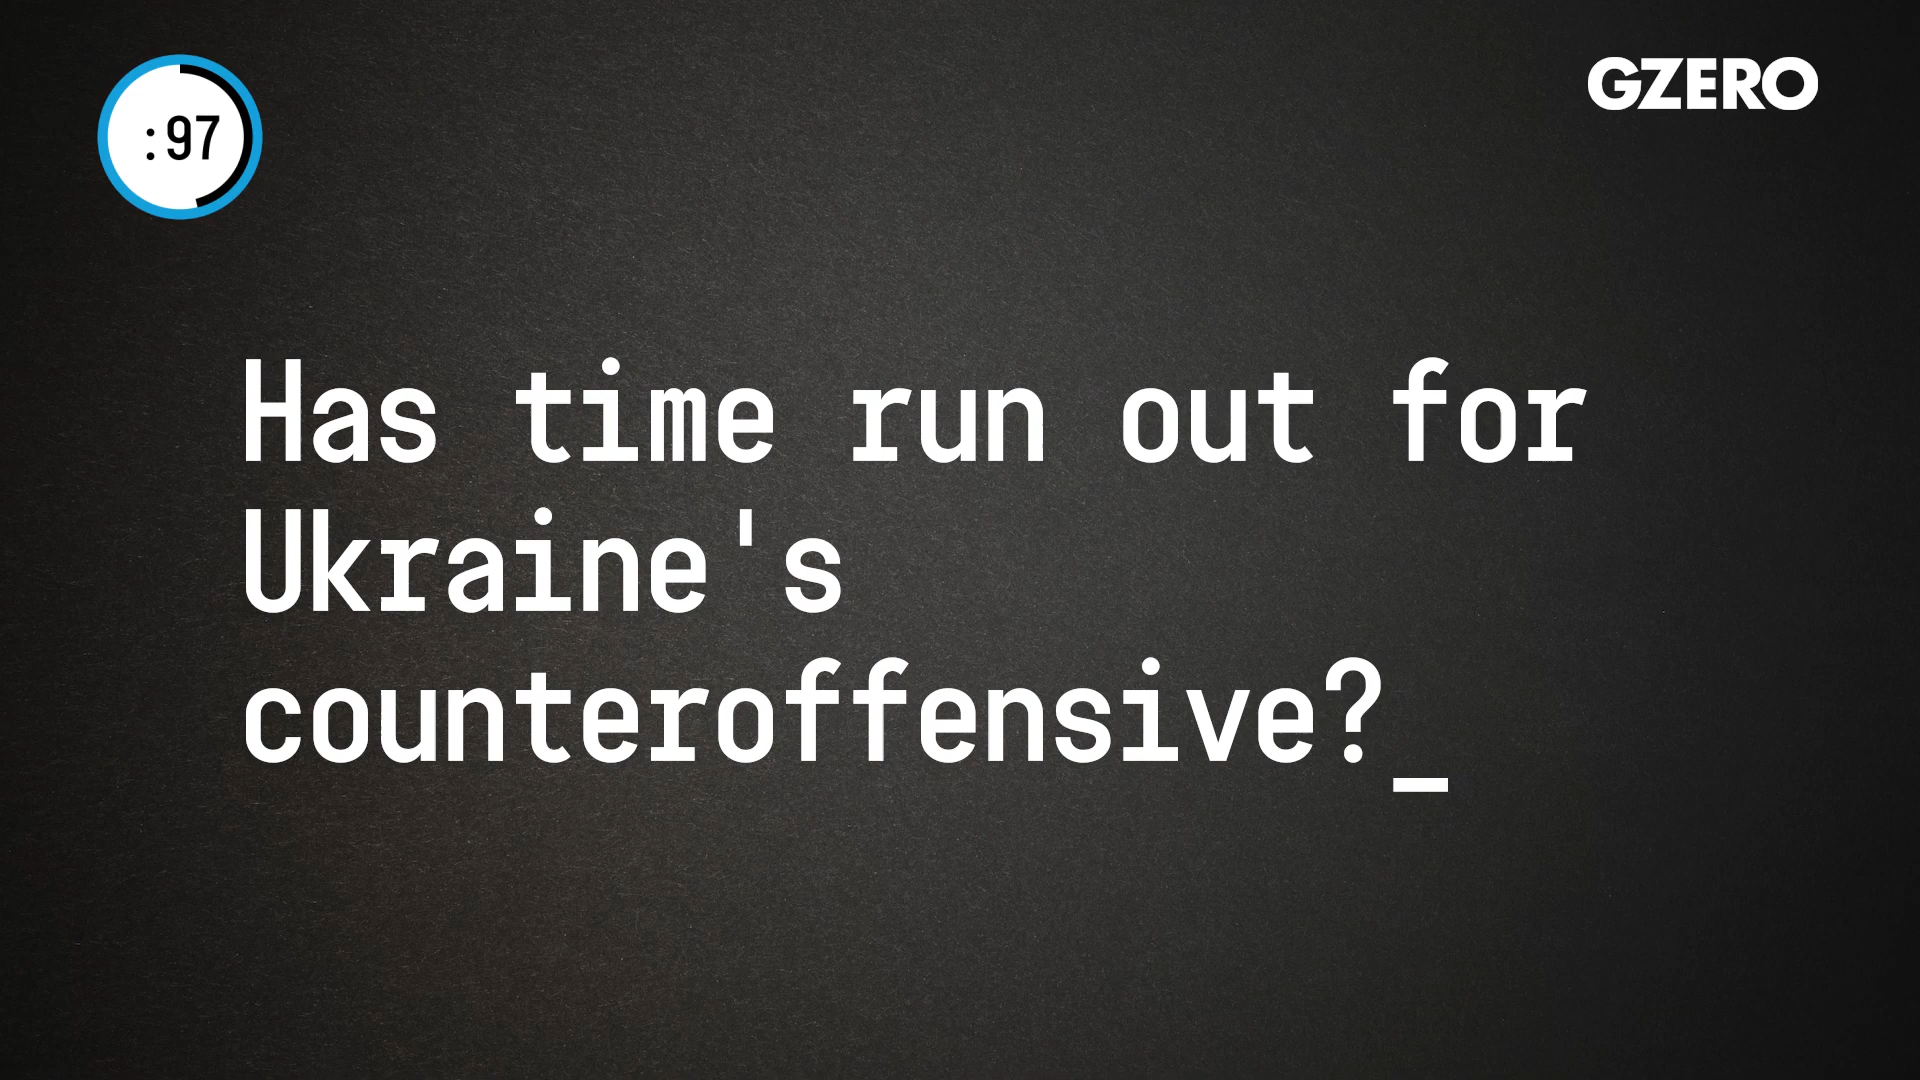 :97
GZERO
Has time run out for
Ukraine's
counteroffensive?_